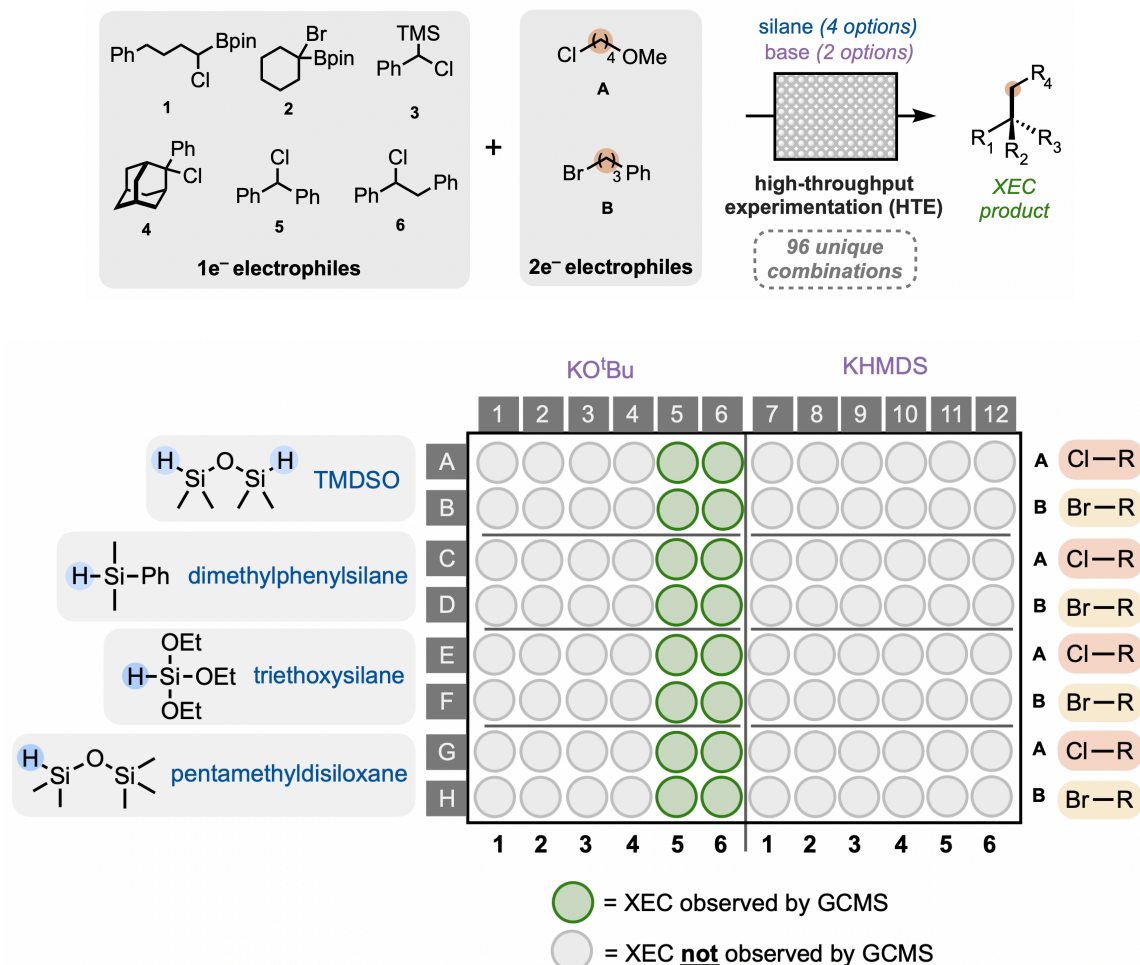 Ph
Bpin
Cl
1
Br
Bpin
2
TMS
Ph
Cl
3
Ph
Cl
4
Cl
Ph
Ph
5
Cl
Ph
Ph
6
1e– electrophiles
+
Cl
4
OMe
A
Br
3
Ph
B
2e– electrophiles
silane (4 options)
base (2 options)
high-throughput
experimentation (HTE)
96 unique
combinations
R4
R1
R2
R3
XEC
product
KOtBu
KHMDS
1 2 3 4 5 6 7 8 9 10 11 12
H
Si
O
Si
H
TMDSO
A
A
Cl—R
B
B
Br—R
H–Si–Ph
dimethylphenylsilane
C
A
Cl—R
D
B
Br—R
OEt
H–Si–OEt
OEt
triethoxysilane
E
A
Cl—R
F
B
Br—R
H
Si
O
Si
pentamethyldisiloxane
G
A
Cl—R
H
B
Br—R
1 2 3 4 5 6 1 2 3 4 5 6
= XEC observed by GCMS
= XEC not observed by GCMS